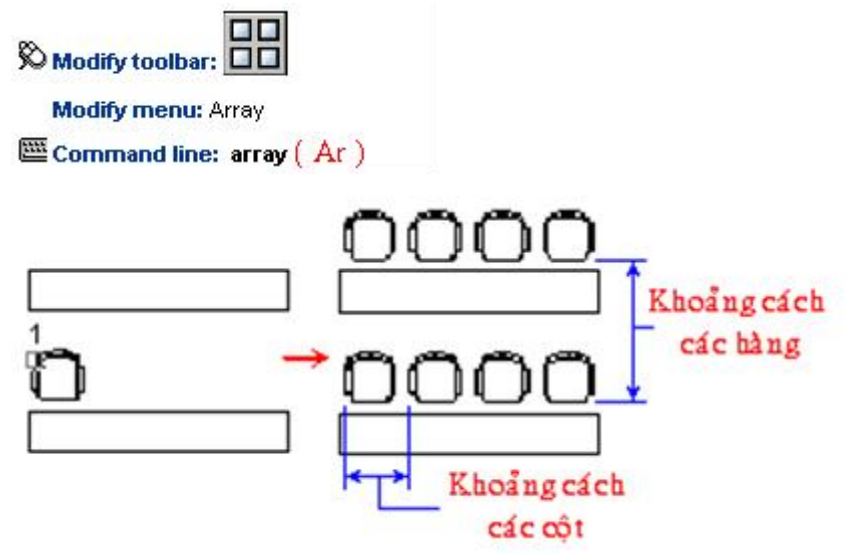 Modify toolbar:
Modify menu: Array
Command line: array ( Ar )
1
Khoảng cách
các hàng
Khoảng cách
các cột